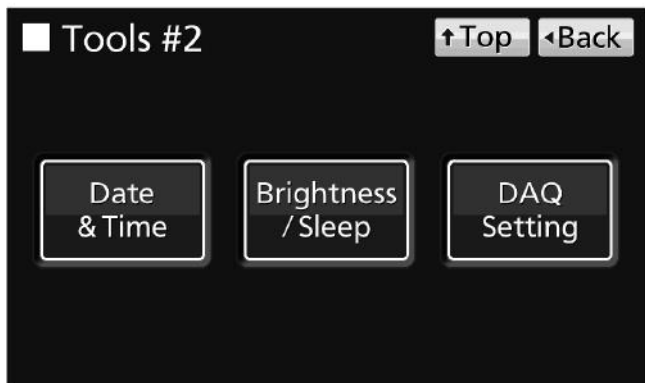 ■ Tools #2
↑Top
◂Back
Date
& Time
Brightness
/ Sleep
DAQ
Setting